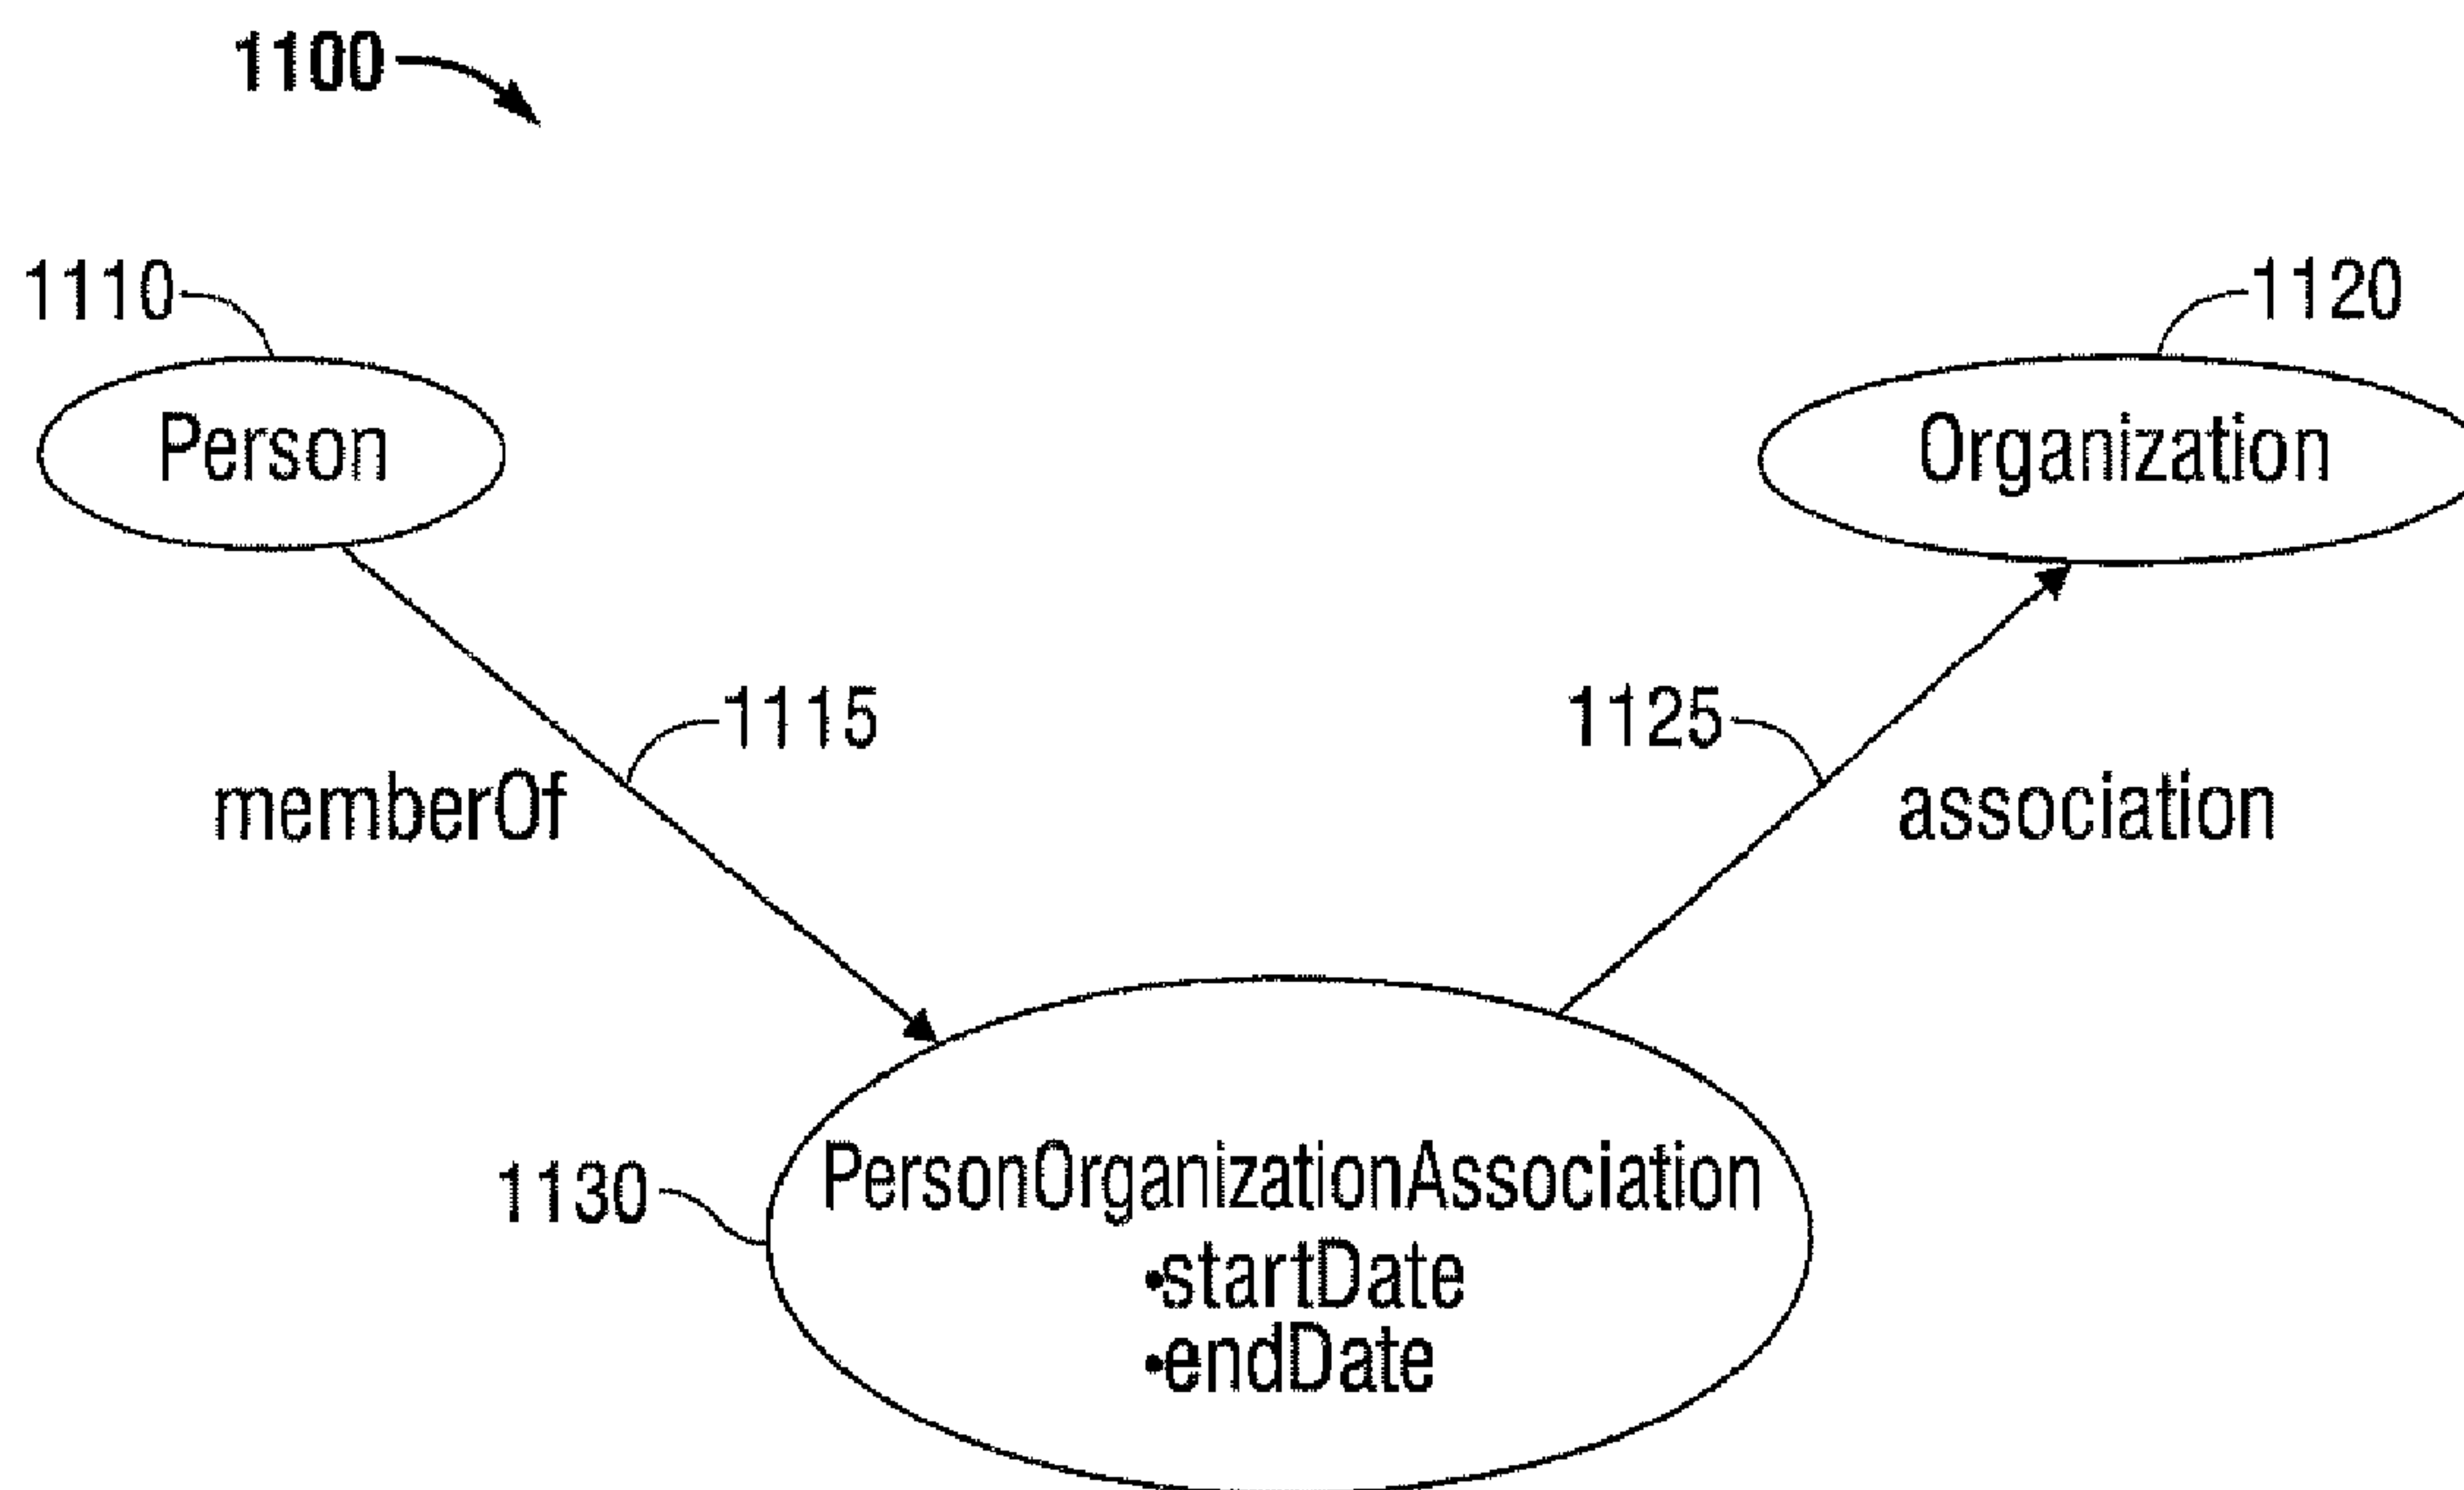 1100
1110
1120
Person
Organization
1115
1125
memberOf
association
1130
PersonOrganizationAssociation
•startDate
•endDate